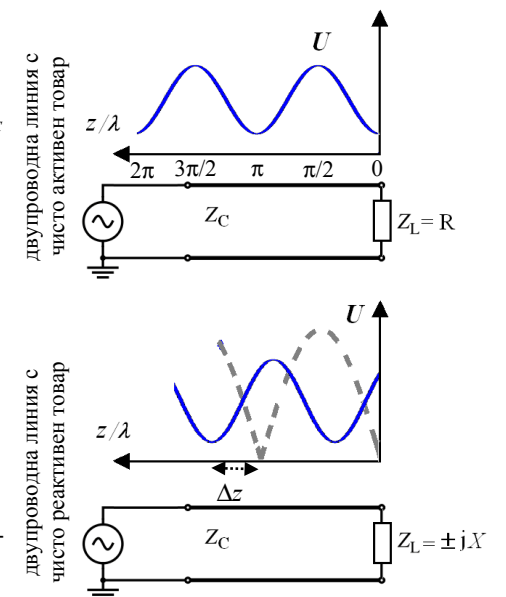 двупроводна линия с
чисто активен товар
U
z/λ
2π 3π/2 π π/2 0
Z_C
Z_L = R
двупроводна линия с
чисто реактивен товар
U
z/λ
Δz
Z_C
Z_L = ± jX